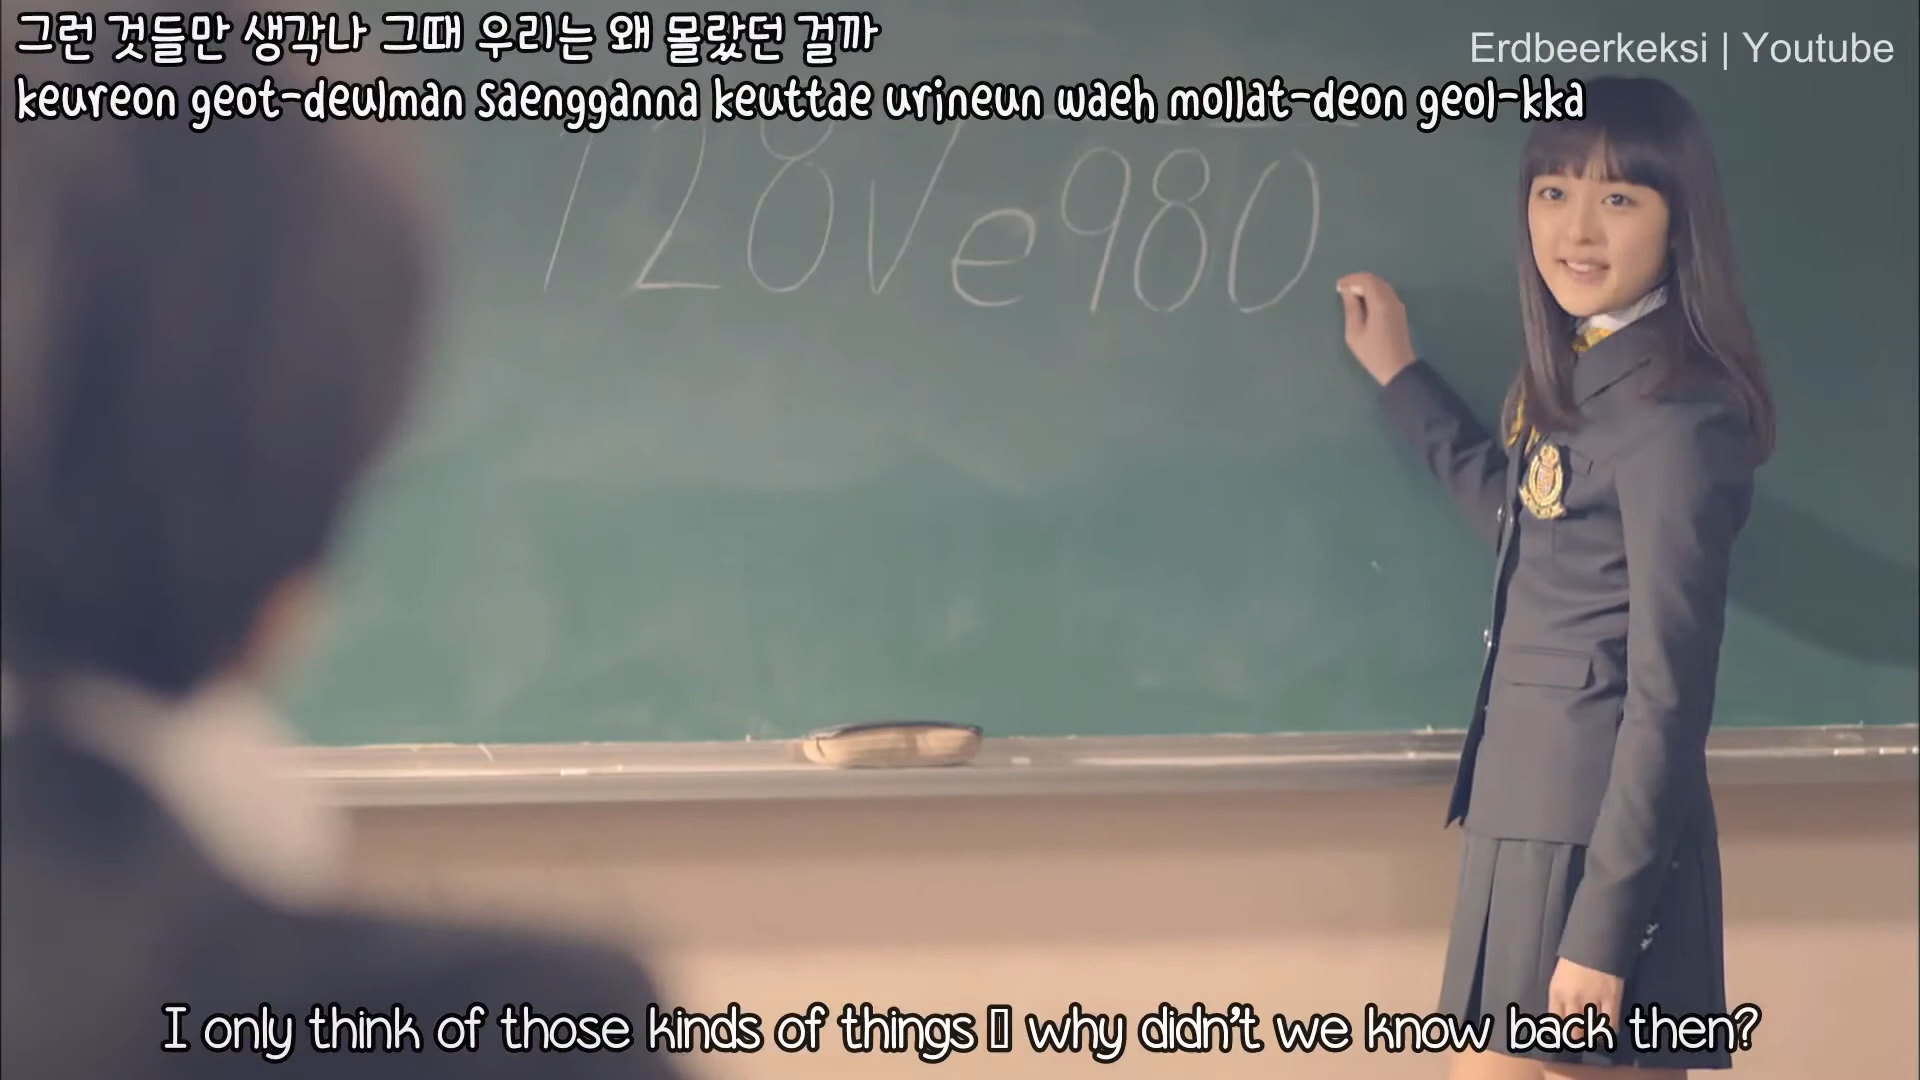 그런 것들만 생각나 그때 우리는 왜 몰랐던 걸까
Erdbeerkeksi | Youtube
keureon geot-deulman saengganna keuttae urineun waeh mollat-deon geol-kka
128Ve980
I only think of those kinds of things ▯ why didn't we know back then?